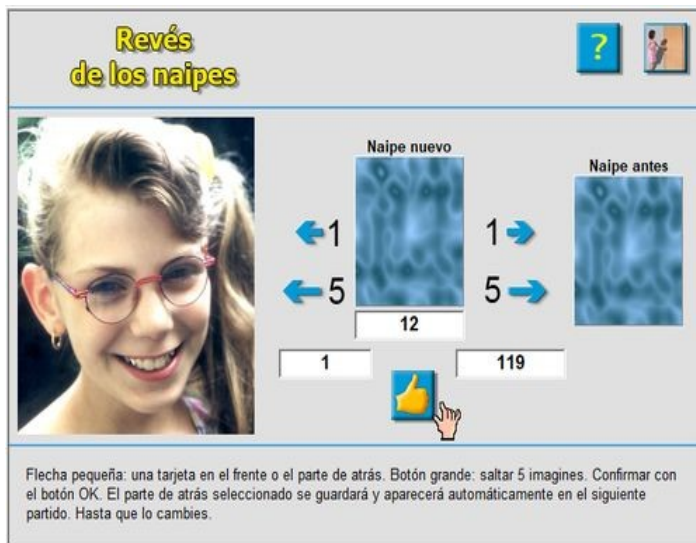 Revés
de los naipes
?
Naipe nuevo
Naipe antes
1
1
5
5
12
1
119
Flecha pequeña: una tarjeta en el frente o el parte de atrás. Botón grande: saltar 5 imagines. Confirmar con
el botón OK. El parte de atrás seleccionado se guardará y aparecerá automáticamente en el siguiente
partido. Hasta que lo cambies.